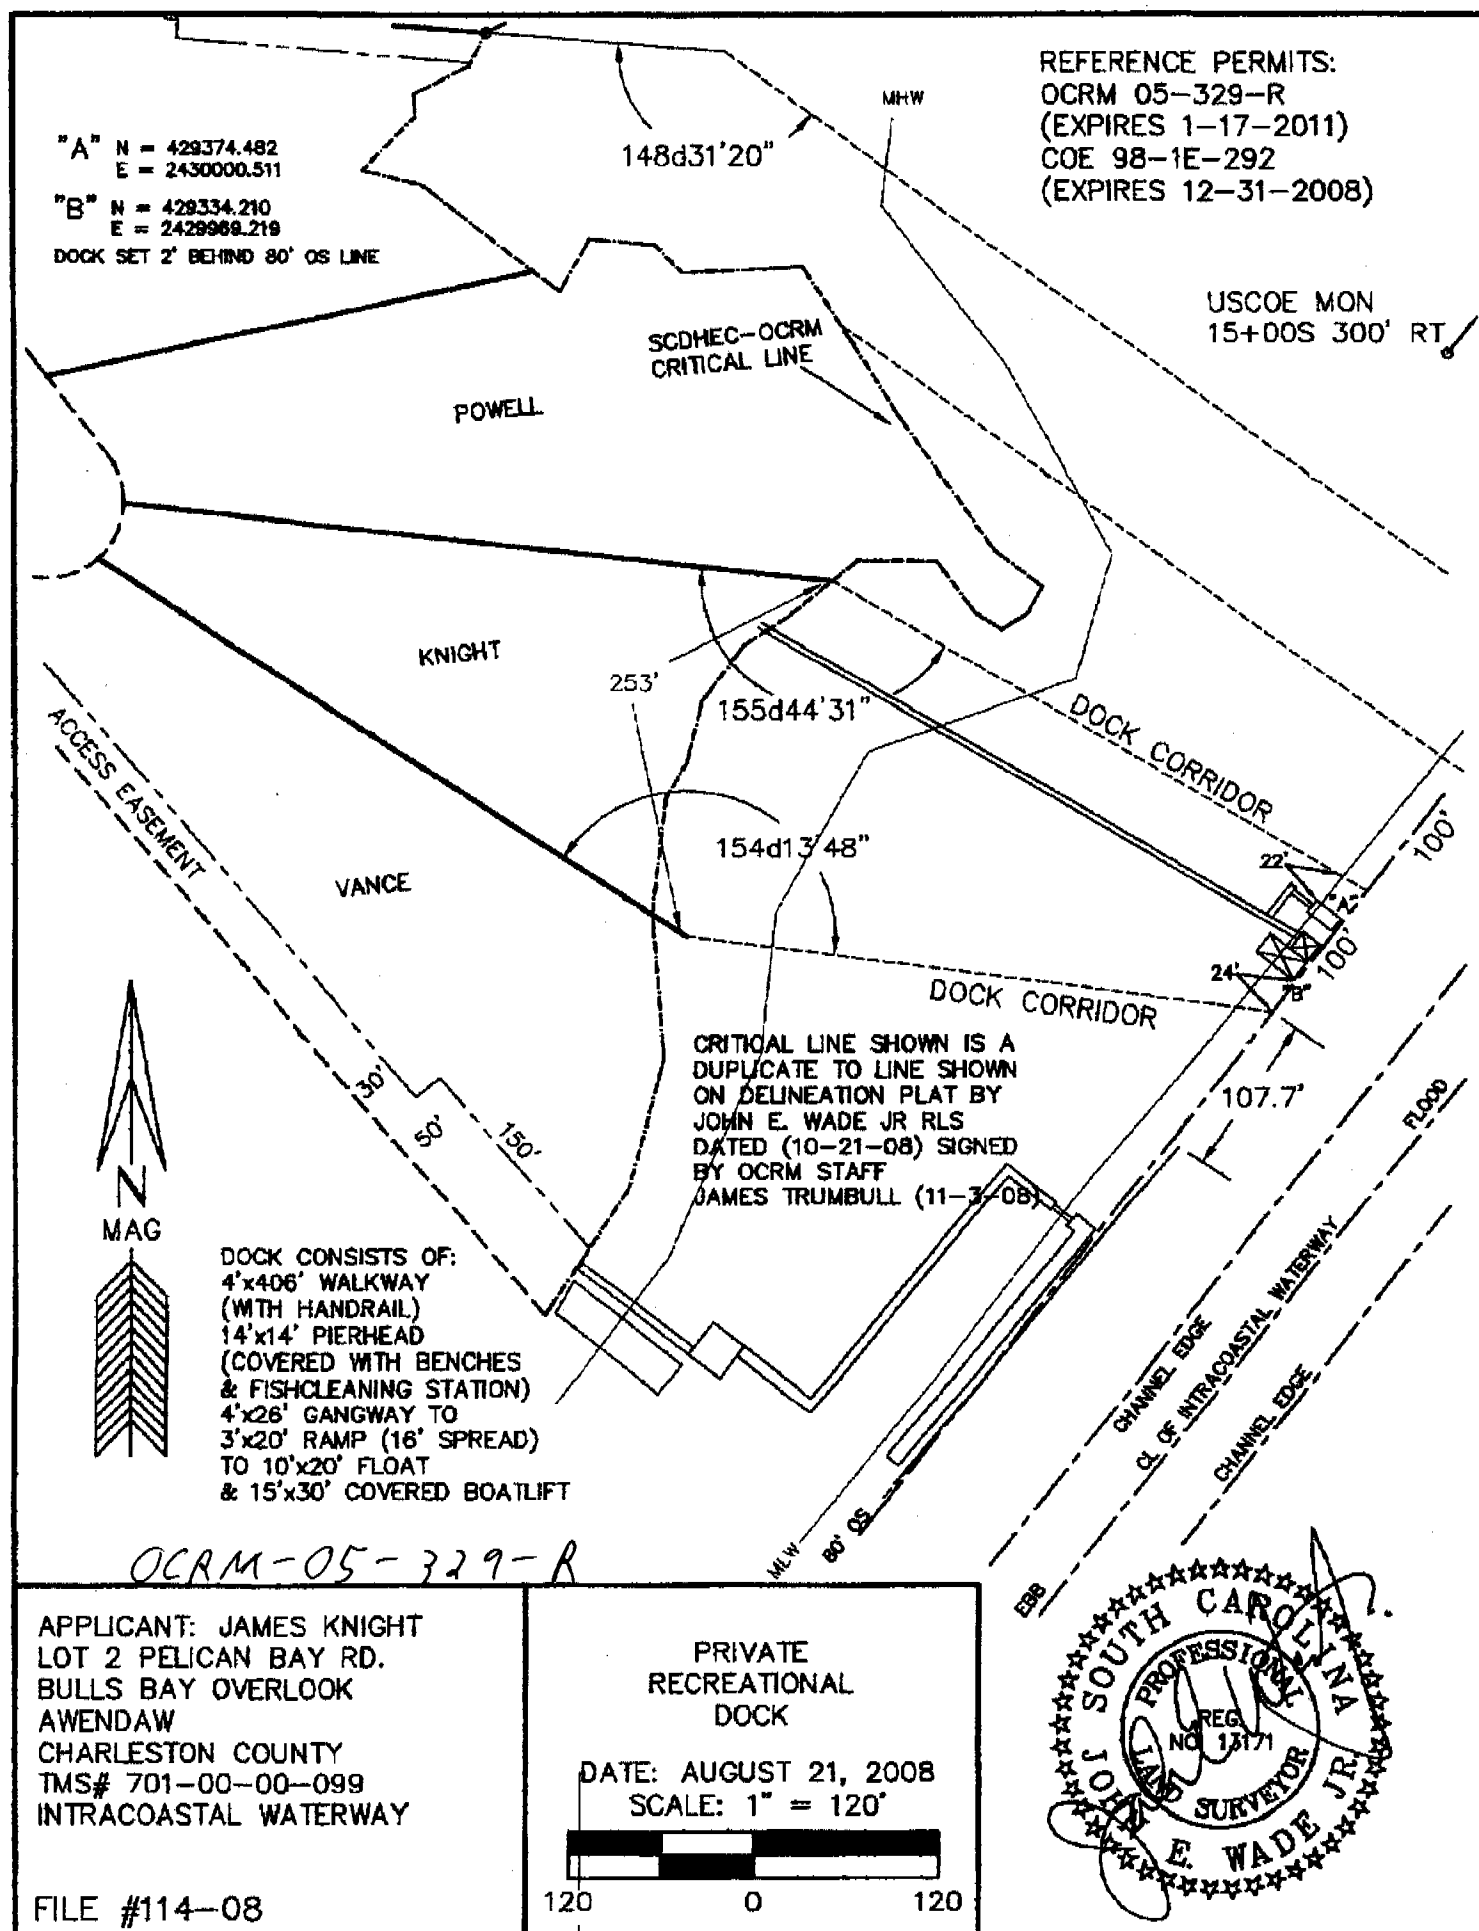 REFERENCE PERMITS:
OCRM 05-329-R
(EXPIRES 1-17-2011)
COE 98-1E-292
(EXPIRES 12-31-2008)
MHW
148d31'20"
"A" N = 429374.482
E = 2430000.511
"B" N = 429334.210
E = 2429969.219
DOCK SET 2' BEHIND 80' OS LINE
USCOE MON
15+00S 300' RT
SCDHEC-OCRM
CRITICAL LINE
POWELL
KNIGHT
253'
155d44'31"
DOCK CORRIDOR
ACCESS EASEMENT
154d13'48"
VANCE
100'
22'
"A"
100'
24'
"B"
DOCK CORRIDOR
CRITICAL LINE SHOWN IS A
DUPLICATE TO LINE SHOWN
ON DELINEATION PLAT BY
JOHN E. WADE JR RLS
DATED (10-21-08) SIGNED
BY OCRM STAFF
JAMES TRUMBULL (11-3-08)
107.7'
FLOOD
30'
50'
150'
N
MAG
DOCK CONSISTS OF:
4'x406' WALKWAY
(WITH HANDRAIL)
14'x14' PIERHEAD
(COVERED WITH BENCHES
& FISHCLEANING STATION)
4'x26' GANGWAY TO
3'x20' RAMP (16' SPREAD)
TO 10'x20' FLOAT
& 15'x30' COVERED BOATLIFT
CHANNEL EDGE
CL OF INTRACOASTAL WATERWAY
CHANNEL EDGE
MLW
80' OS
EBB
OCRM-05-329-R
APPLICANT: JAMES KNIGHT
LOT 2 PELICAN BAY RD.
BULLS BAY OVERLOOK
AWENDAW
CHARLESTON COUNTY
TMS# 701-00-00-099
INTRACOASTAL WATERWAY
FILE #114-08
PRIVATE
RECREATIONAL
DOCK
DATE: AUGUST 21, 2008
SCALE: 1" = 120'
120 0 120
SOUTH CAROLINA
PROFESSIONAL
REG.
NO. 13171
LAND SURVEYOR
JOHN E. WADE JR.